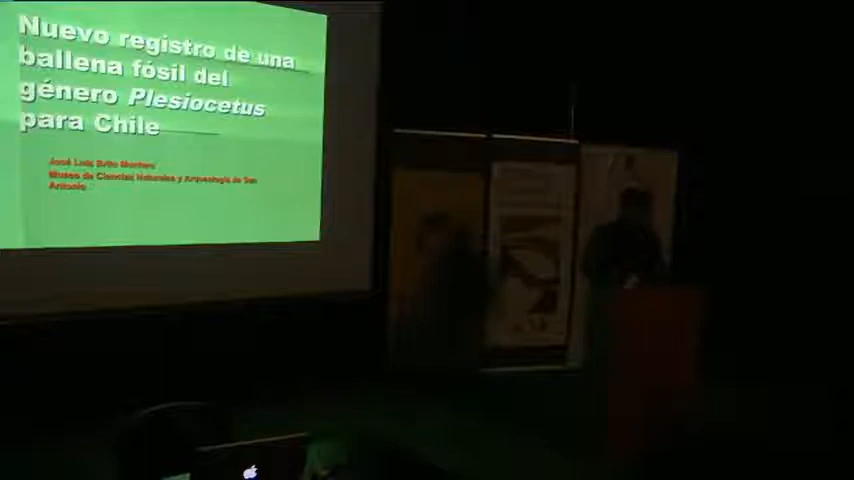 Nuevo registro de una
ballena fósil del
género Plesiocetus
para Chile
José Luis Brito Montero
Museo de Ciencias Naturales y Arqueología de San
Antonio